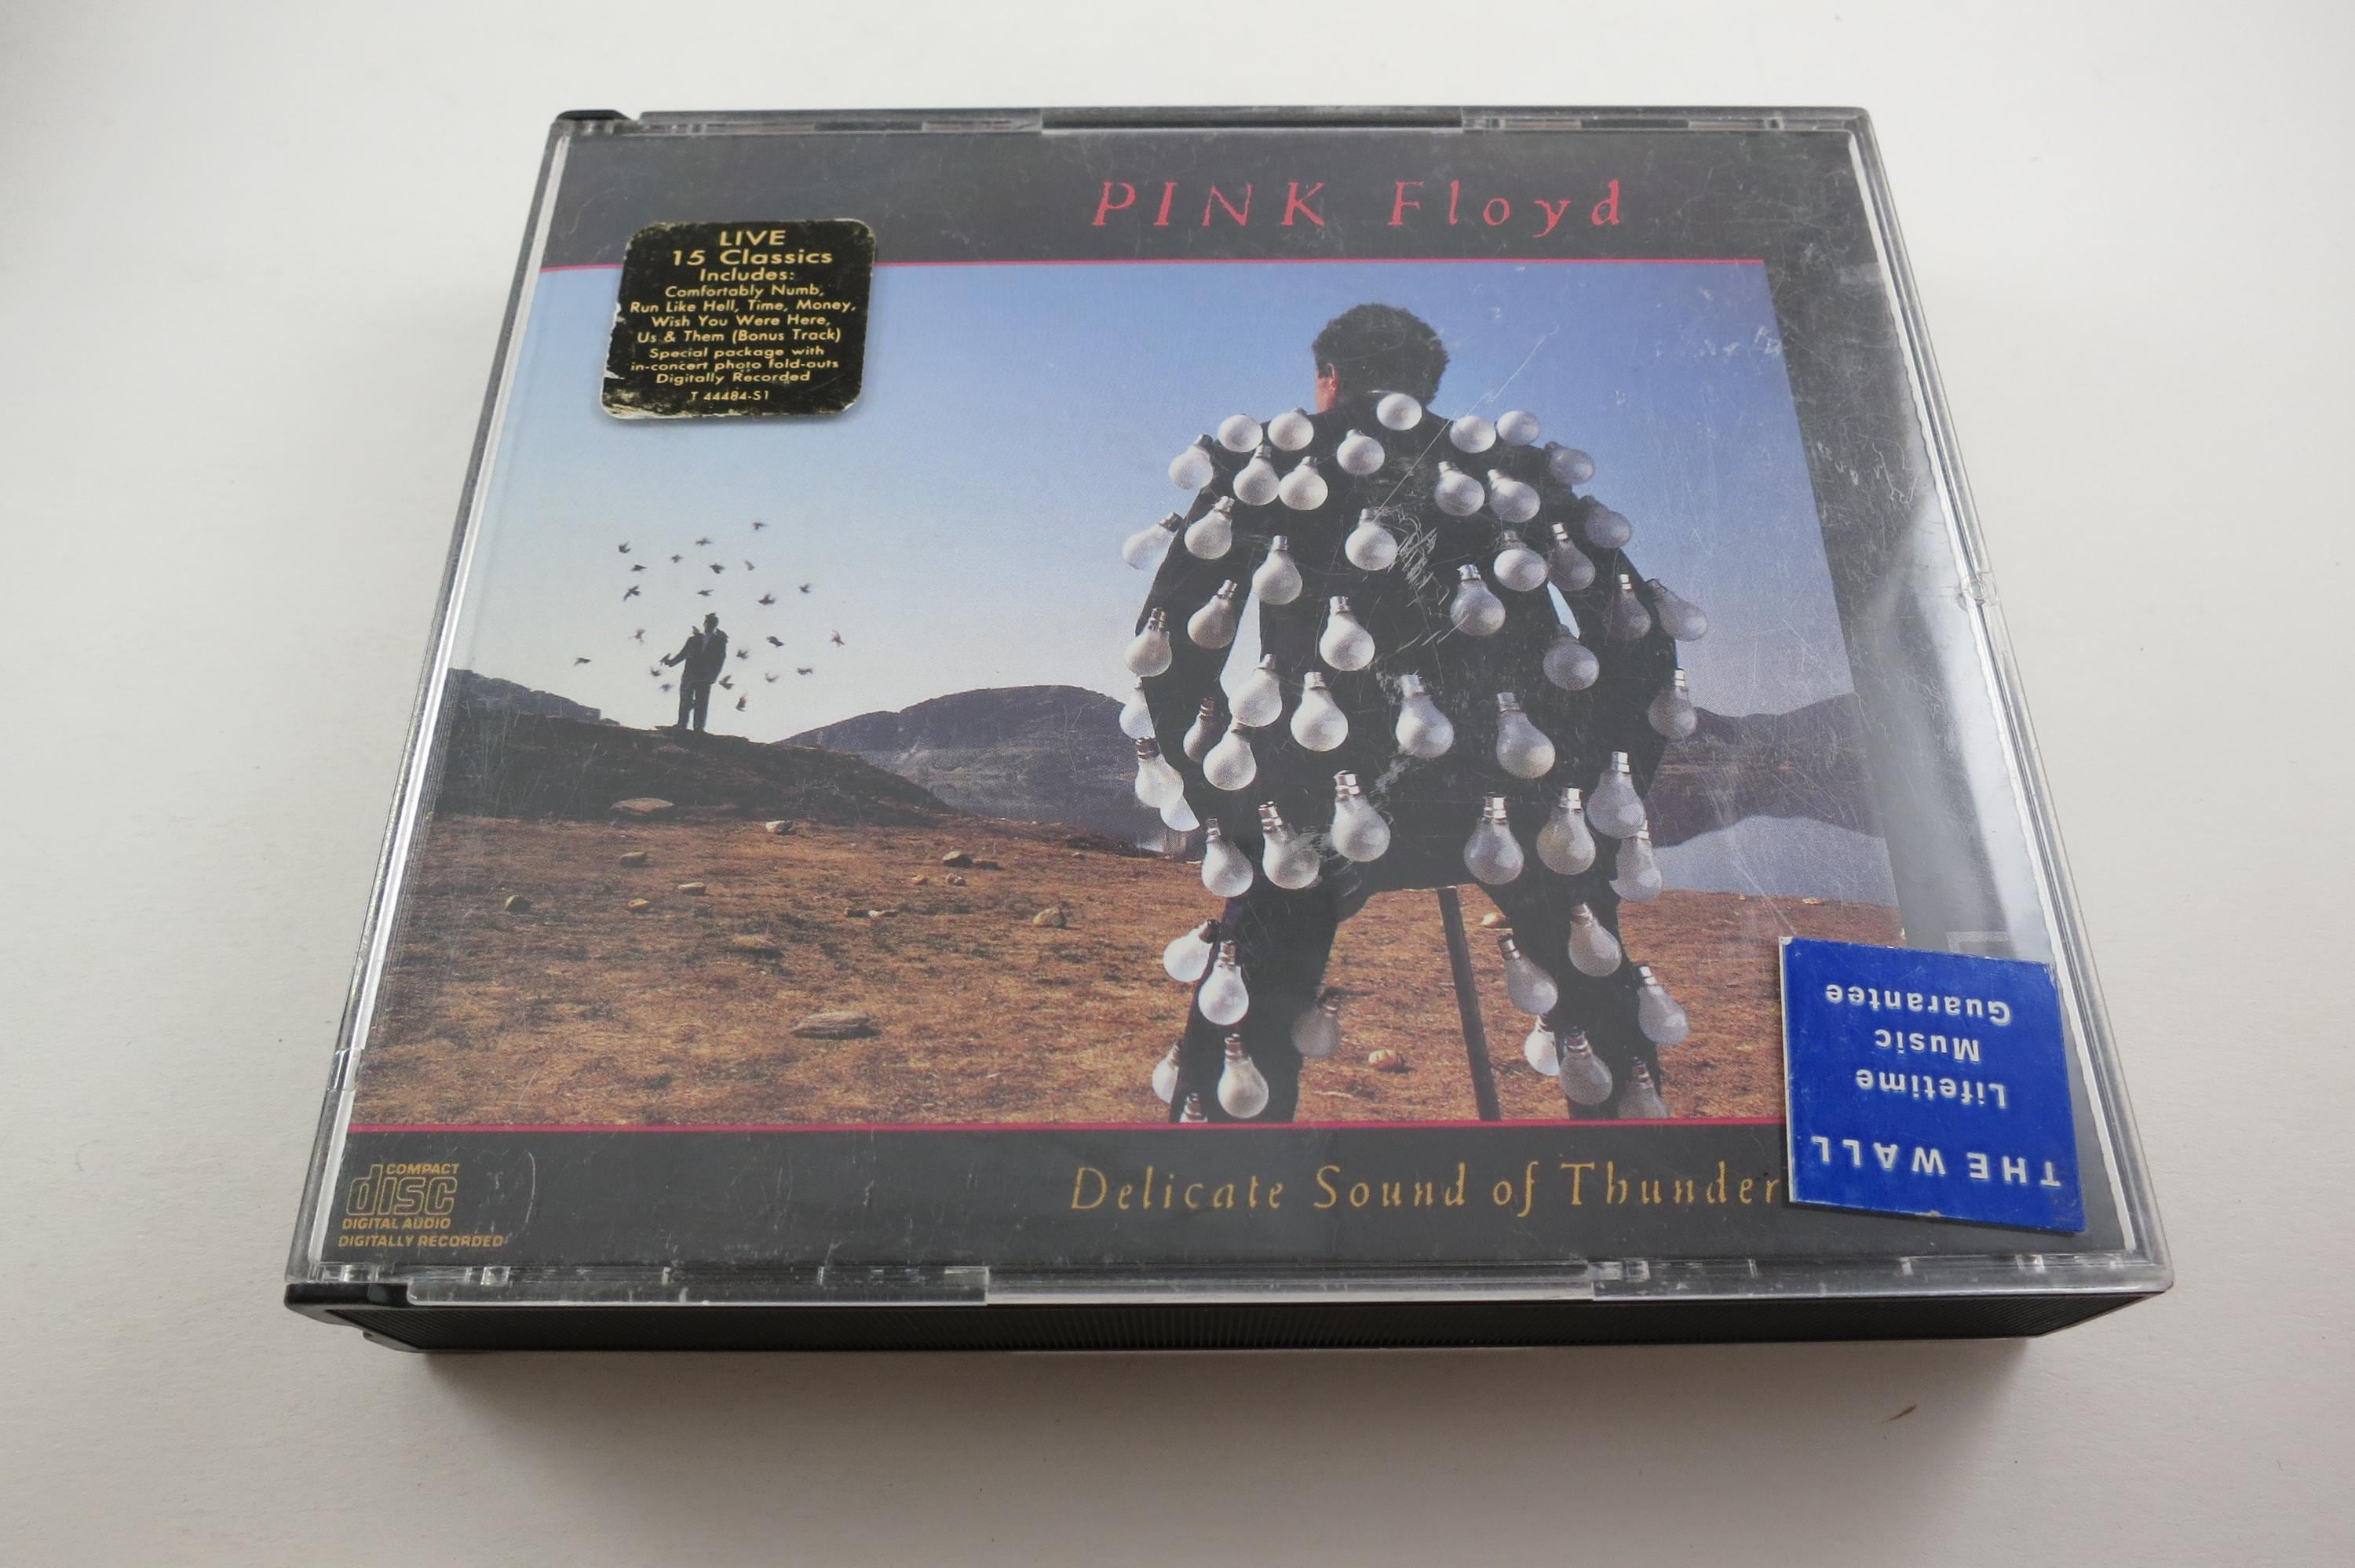 PINK Floyd
LIVE
15 Classics
Includes:
Comfortably Numb,
Run Like Hell, Time, Money,
Wish You Were Here,
Us & Them (Bonus Track)
Special package with
in-concert photo fold-outs
Digitally Recorded
T 44484-S1
THE WALL
Lifetime
Music
Guarantee
Delicate Sound of Thunder
COMPACT
disc
DIGITAL AUDIO
DIGITALLY RECORDED